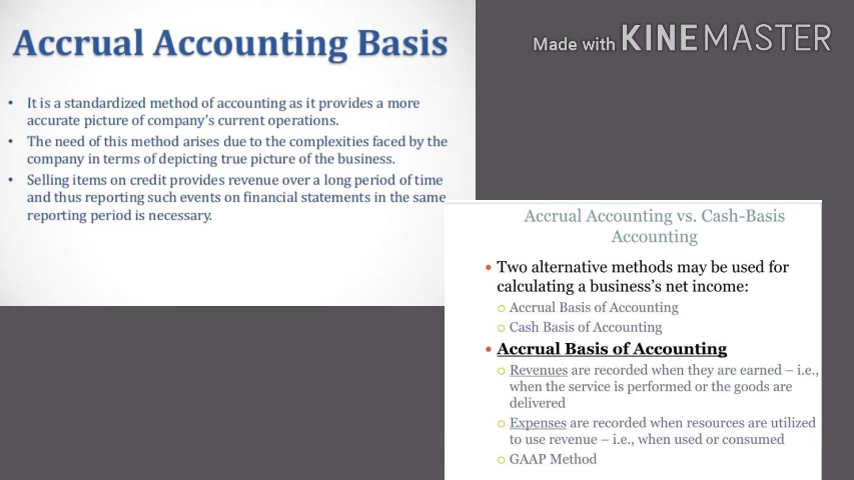 Accrual Accounting Basis
Made with KINEMASTER
• It is a standardized method of accounting as it provides a more
accurate picture of company's current operations.
• The need of this method arises due to the complexities faced by the
company in terms of depicting true picture of the business.
• Selling items on credit provides revenue over a long period of time
and thus reporting such events on financial statements in the same
reporting period is necessary.
Accrual Accounting vs. Cash-Basis
Accounting
• Two alternative methods may be used for
calculating a business's net income:
○ Accrual Basis of Accounting
○ Cash Basis of Accounting
• Accrual Basis of Accounting
○ Revenues are recorded when they are earned – i.e.,
when the service is performed or the goods are
delivered
○ Expenses are recorded when resources are utilized
to use revenue – i.e., when used or consumed
○ GAAP Method